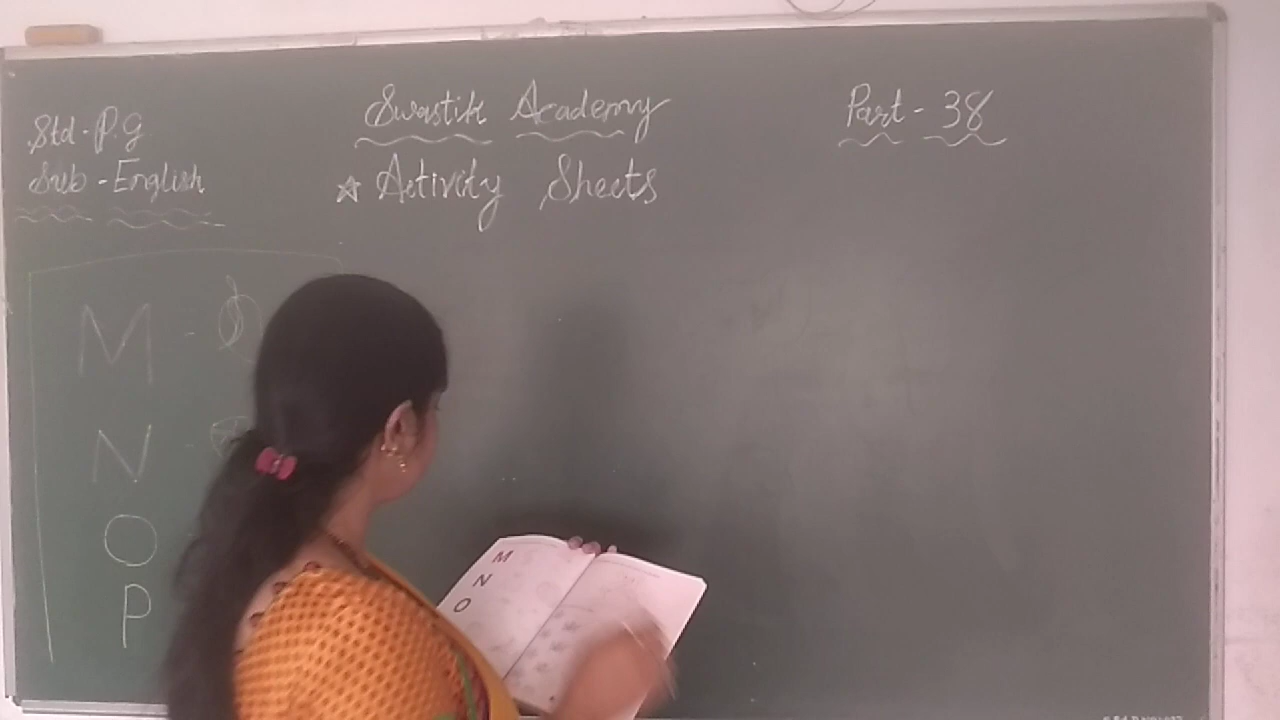 Std - P.G
Sub - English
Swastik Academy
Activity Sheets
Part - 38
M -
N -
O
P
M
N
O